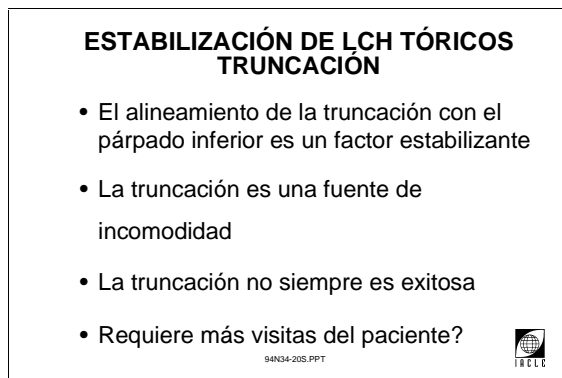 ESTABILIZACIÓN DE LCH TÓRICOS
TRUNCACIÓN
• El alineamiento de la truncación con el
párpado inferior es un factor estabilizante
• La truncación es una fuente de
incomodidad
• La truncación no siempre es exitosa
• Requiere más visitas del paciente?
94N34-20S.PPT
IACLE